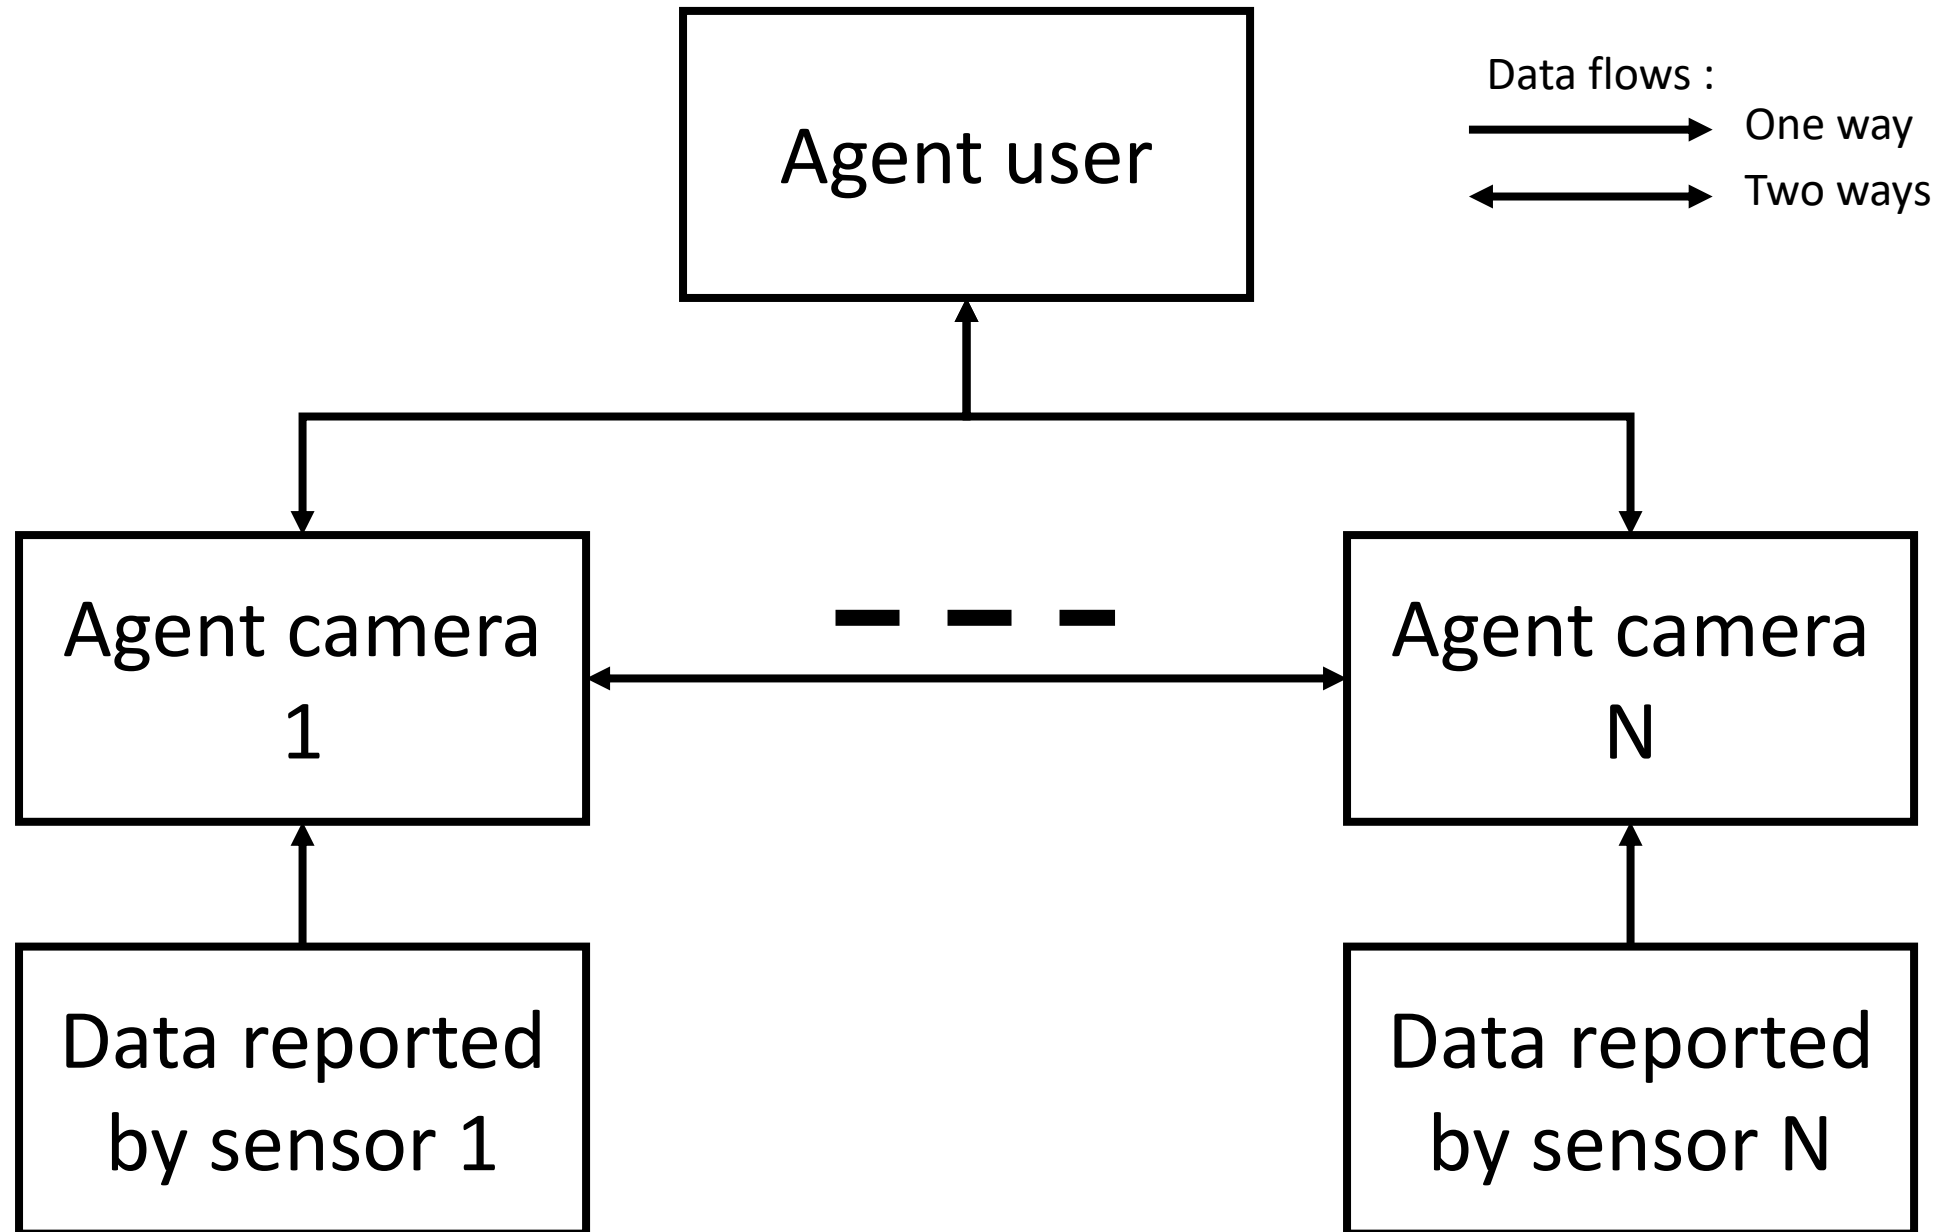 Agent user
Data flows :
One way
Two ways
Agent camera
1
Agent camera
N
Data reported
by sensor 1
Data reported
by sensor N